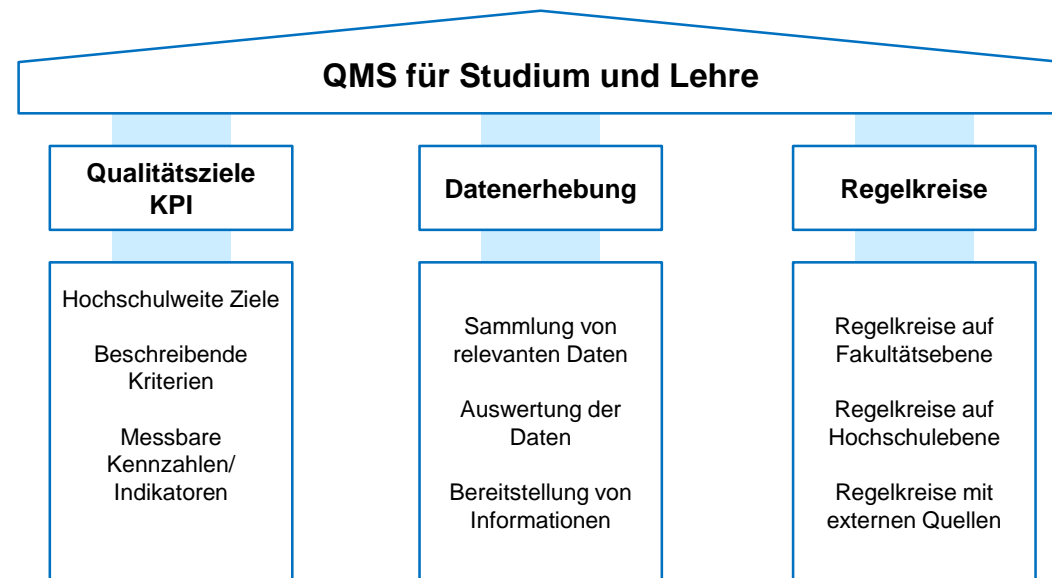 QMS für Studium und Lehre
Qualitätsziele
KPI
Hochschulweite Ziele
Beschreibende
Kriterien
Messbare
Kennzahlen/
Indikatoren
Datenerhebung
Sammlung von
relevanten Daten
Auswertung der
Daten
Bereitstellung von
Informationen
Regelkreise
Regelkreise auf
Fakultätsebene
Regelkreise auf
Hochschulebene
Regelkreise mit
externen Quellen